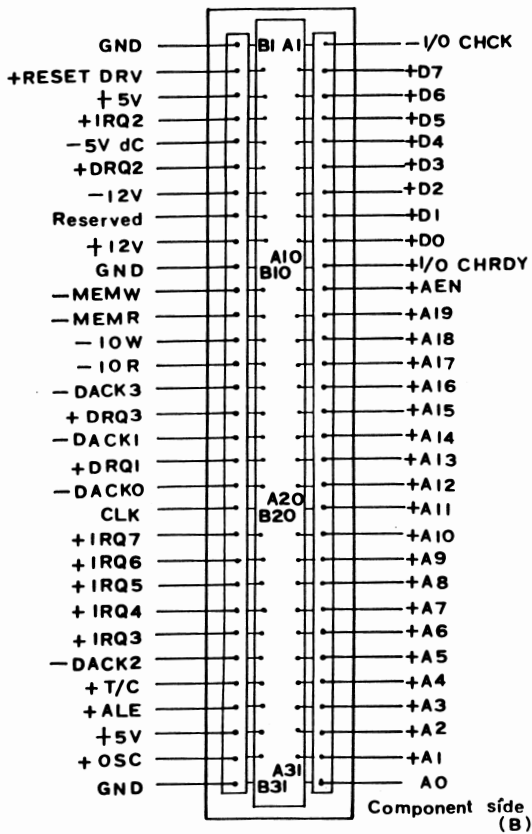 GND B1 A1 -I/O CHCK
+RESET DRV +D7
+5V +D6
+IRQ2 +D5
-5V dC +D4
+DRQ2 +D3
-12V +D2
Reserved +D1
+12V +D0
GND A10 +I/O CHRDY
B10
-MEMW +AEN
-MEMR +A19
-IOW +A18
-IOR +A17
-DACK3 +A16
+DRQ3 +A15
-DACK1 +A14
+DRQ1 +A13
-DACK0 A20 +A12
CLK B20 +A11
+IRQ7 +A10
+IRQ6 +A9
+IRQ5 +A8
+IRQ4 +A7
+IRQ3 +A6
-DACK2 +A5
+T/C +A4
+ALE +A3
+5V +A2
+OSC A31 +A1
GND B31 A0
Component side
(B)